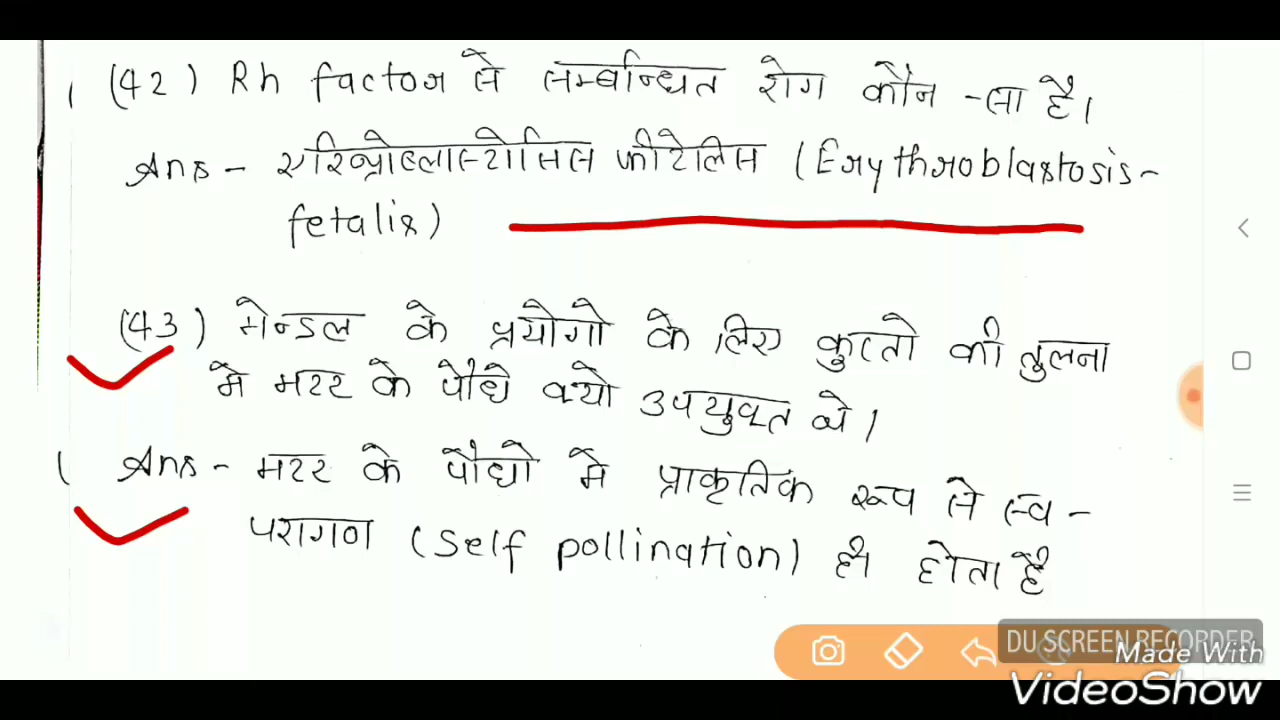 (42) Rh factor से सम्बन्धित रोग कौन -सा है।
Ans - एरिथ्रोब्लास्टोसिस फीटेलिस (Erythroblastosis-
fetalis)
(43) मेन्डल के प्रयोगो के लिए कुत्तो की तुलना
मे मटर के पौधे क्यो उपयुक्त थे।
Ans - मटर के पौधो मे प्राकृतिक रूप से स्व -
परागण (Self pollination) ही होता है
DU SCREEN RECORDER
Made With
VideoShow